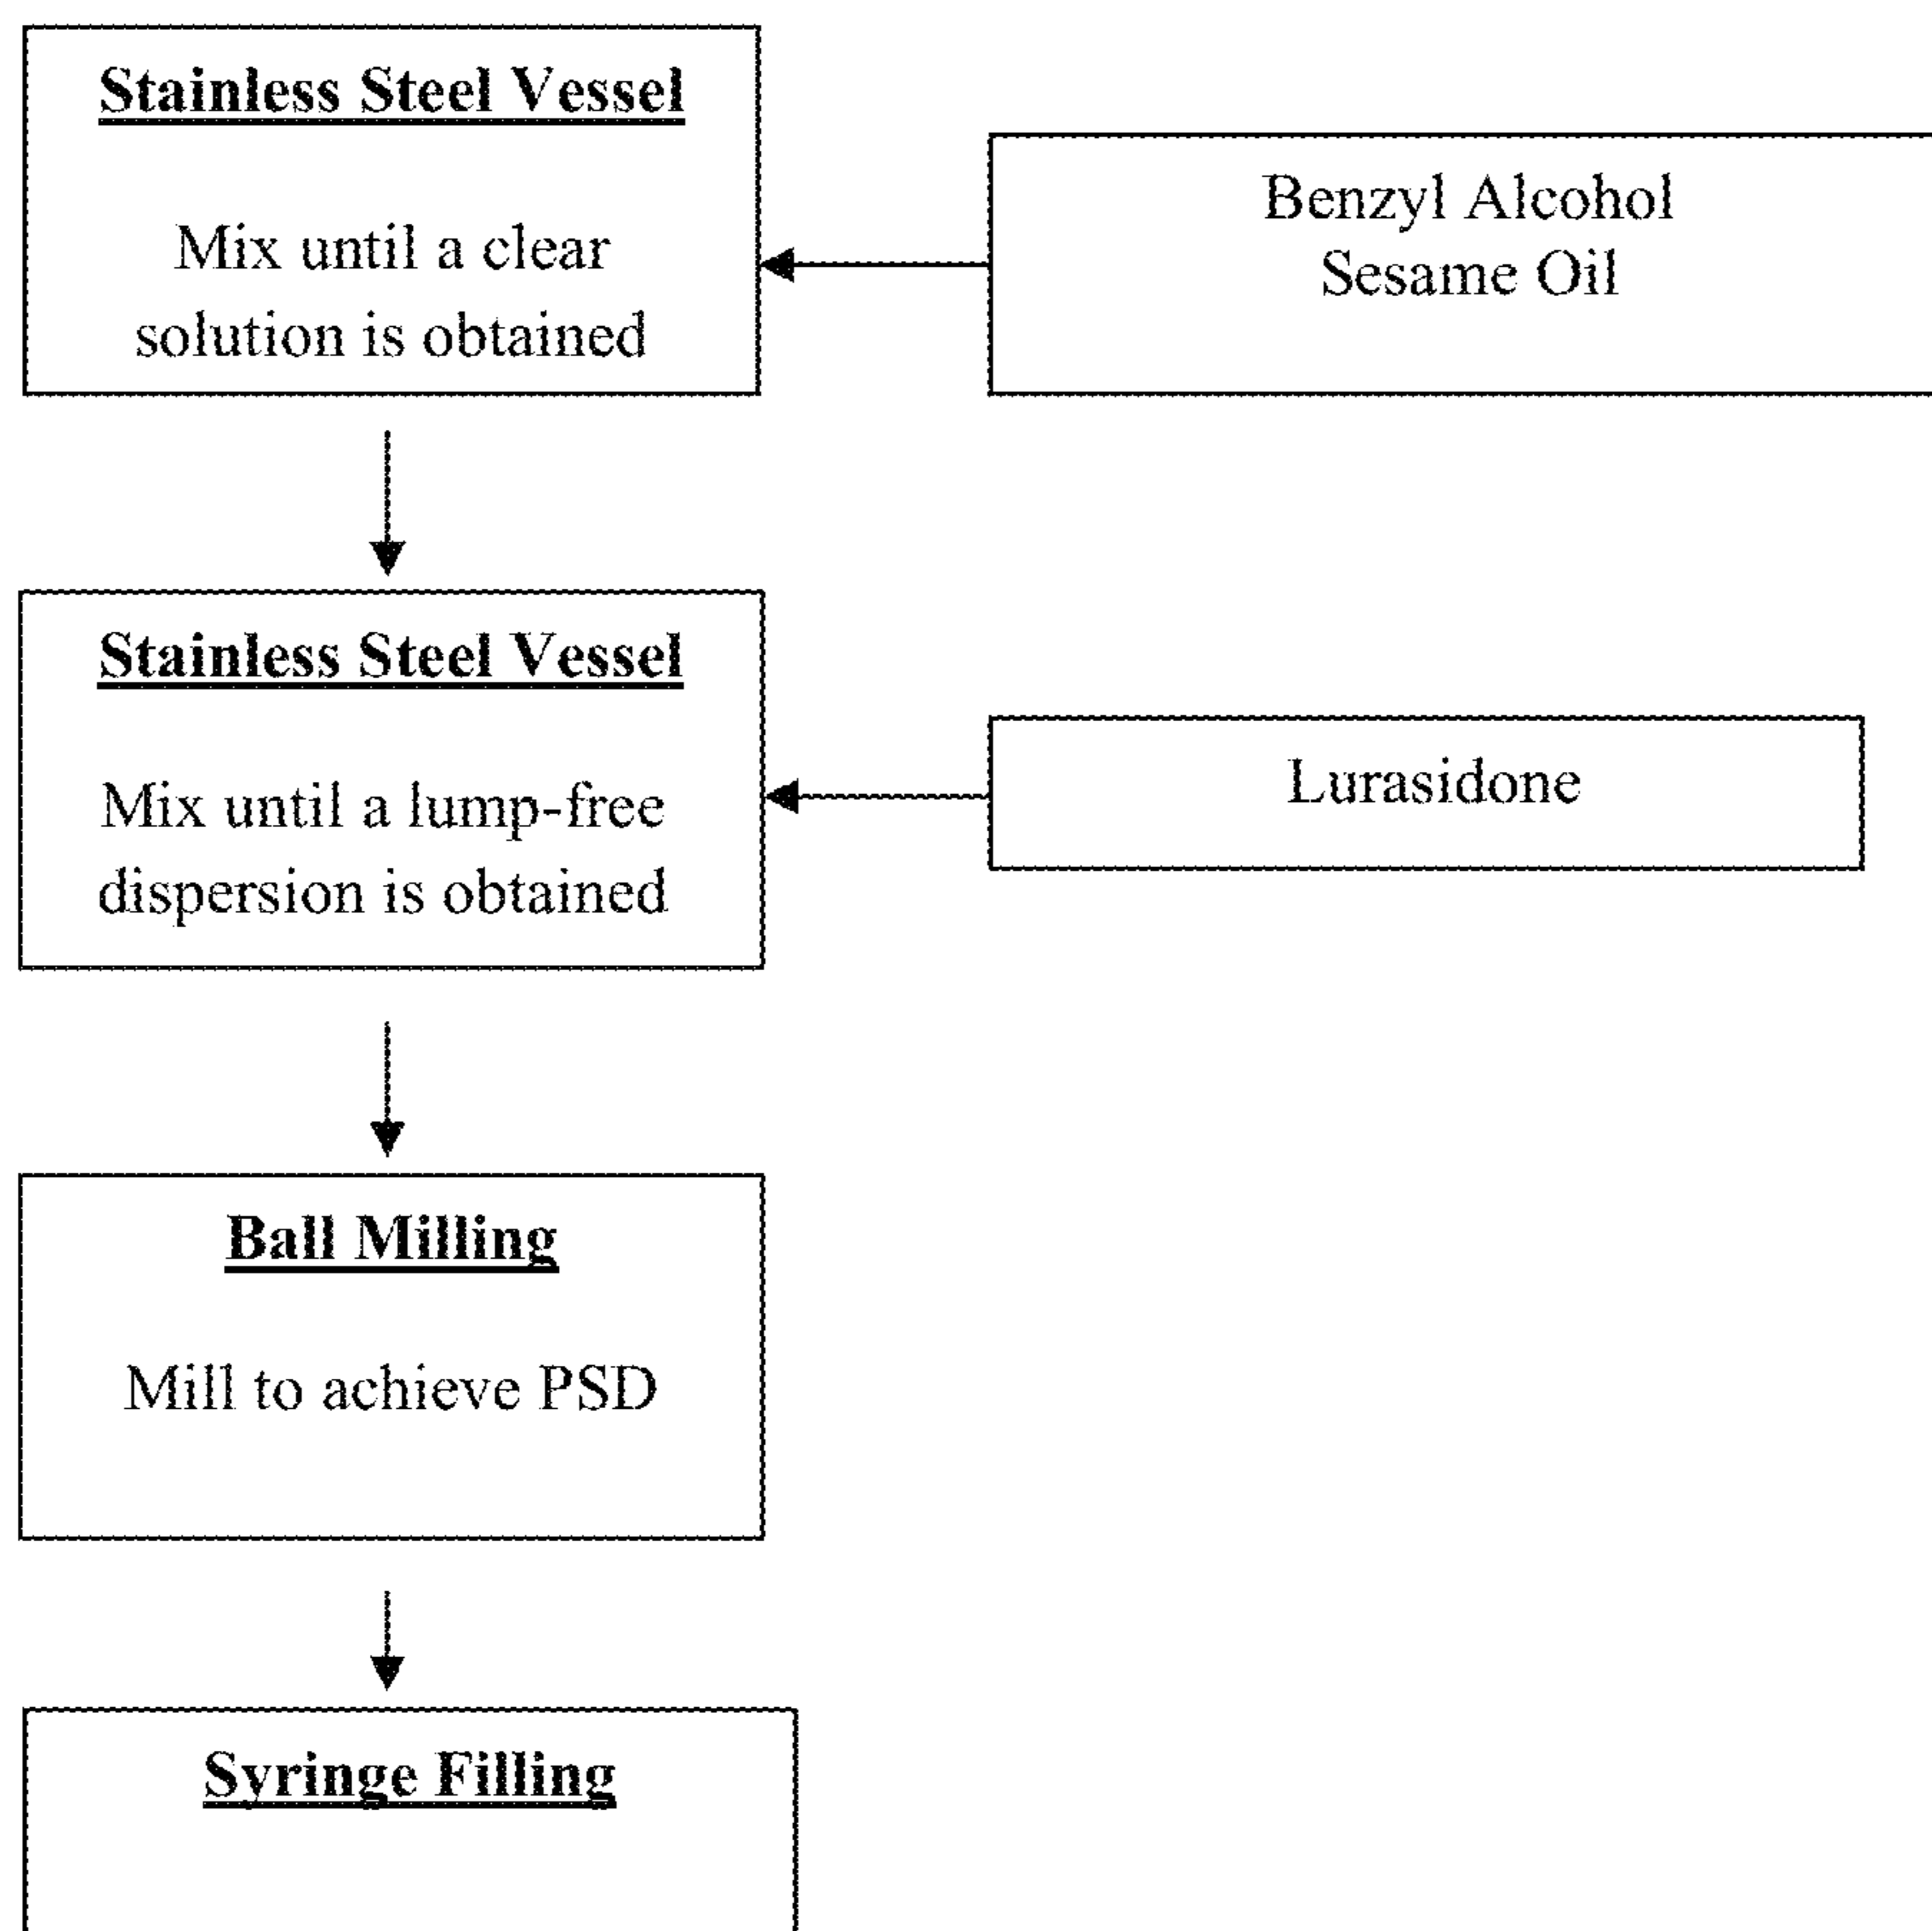 Stainless Steel Vessel
Mix until a clear
solution is obtained
Benzyl Alcohol
Sesame Oil
Stainless Steel Vessel
Mix until a lump-free
dispersion is obtained
Lurasidone
Ball Milling
Mill to achieve PSD
Syringe Filling